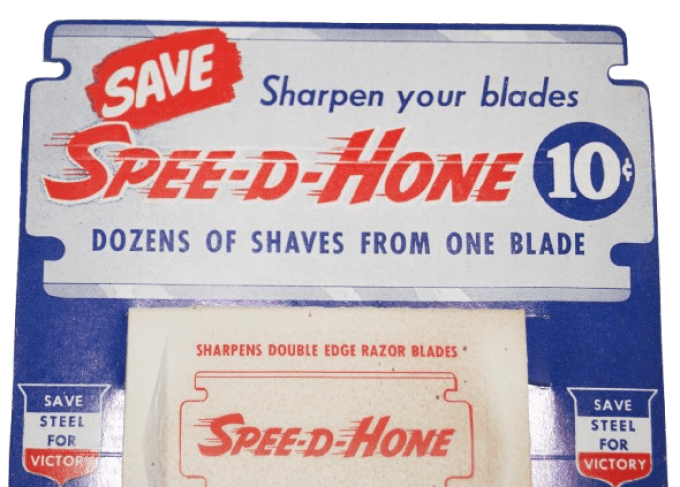 SAVE
Sharpen your blades
SPEE-D-HONE 10¢
DOZENS OF SHAVES FROM ONE BLADE
SHARPENS DOUBLE EDGE RAZOR BLADES
SPEE-D-HONE
SAVE
STEEL
FOR
VICTORY
SAVE
STEEL
FOR
VICTORY